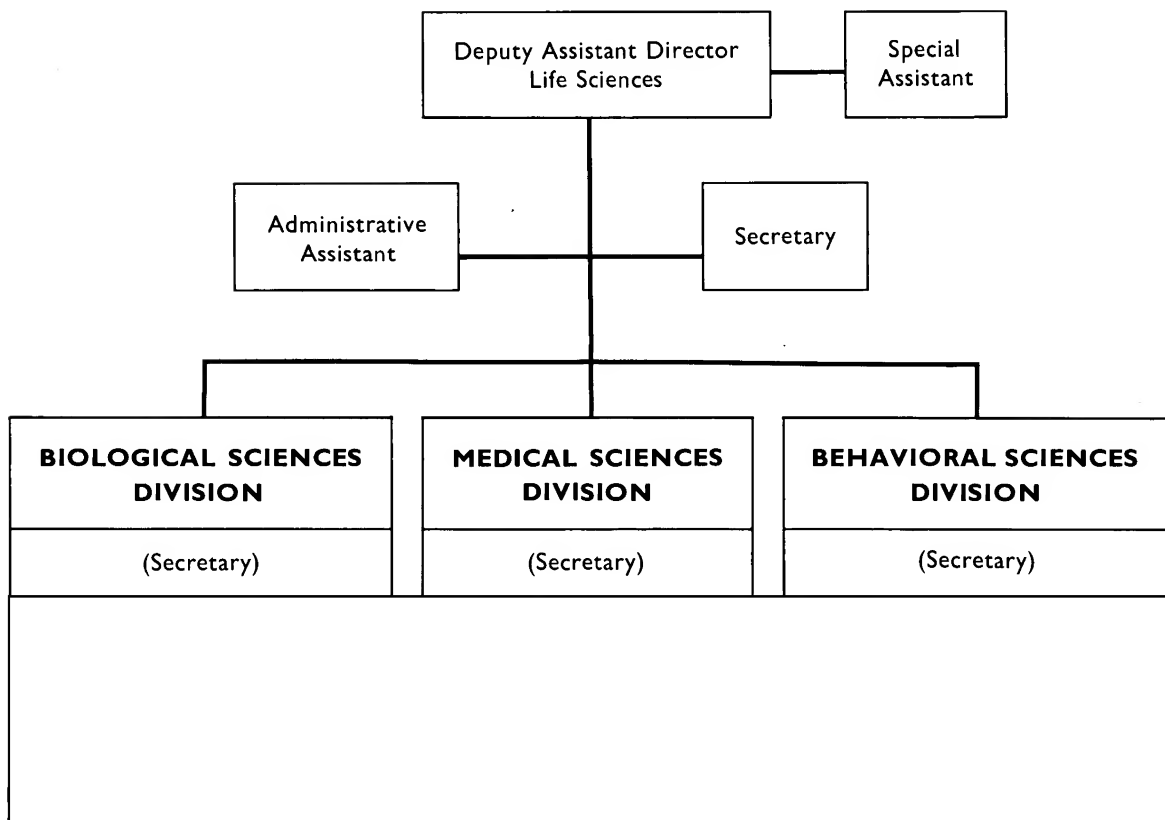 Deputy Assistant Director
Life Sciences
Special
Assistant
Administrative
Assistant
Secretary
BIOLOGICAL SCIENCES
DIVISION
(Secretary)
MEDICAL SCIENCES
DIVISION
(Secretary)
BEHAVIORAL SCIENCES
DIVISION
(Secretary)